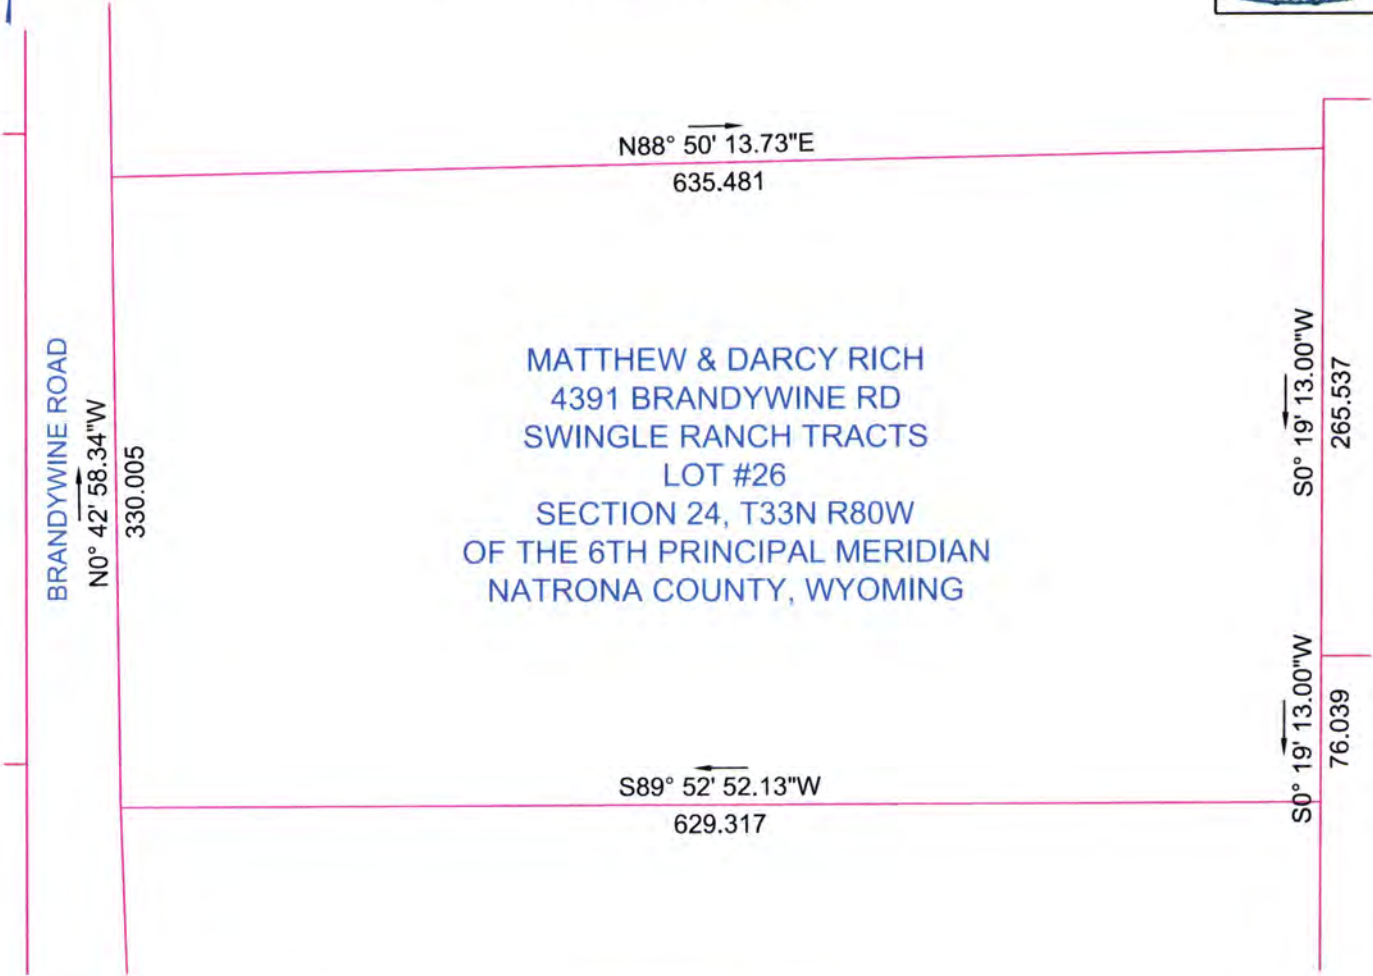 N88° 50' 13.73"E
635.481
BRANDYWINE ROAD
N0° 42' 58.34"W
330.005
MATTHEW & DARCY RICH
4391 BRANDYWINE RD
SWINGLE RANCH TRACTS
LOT #26
SECTION 24, T33N R80W
OF THE 6TH PRINCIPAL MERIDIAN
NATRONA COUNTY, WYOMING
S0° 19' 13.00"W
265.537
S0° 19' 13.00"W
76.039
S89° 52' 52.13"W
629.317